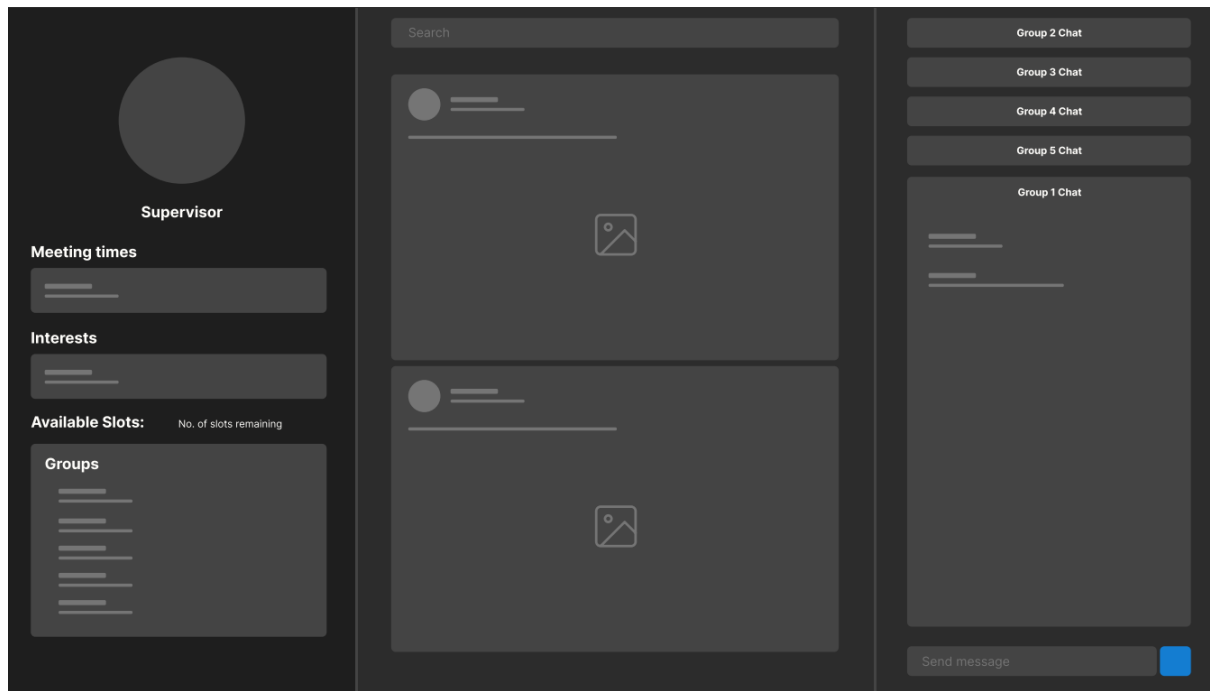 Supervisor
Meeting times
Interests
Available Slots: No. of slots remaining
Groups
Search
Group 2 Chat
Group 3 Chat
Group 4 Chat
Group 5 Chat
Group 1 Chat
Send message